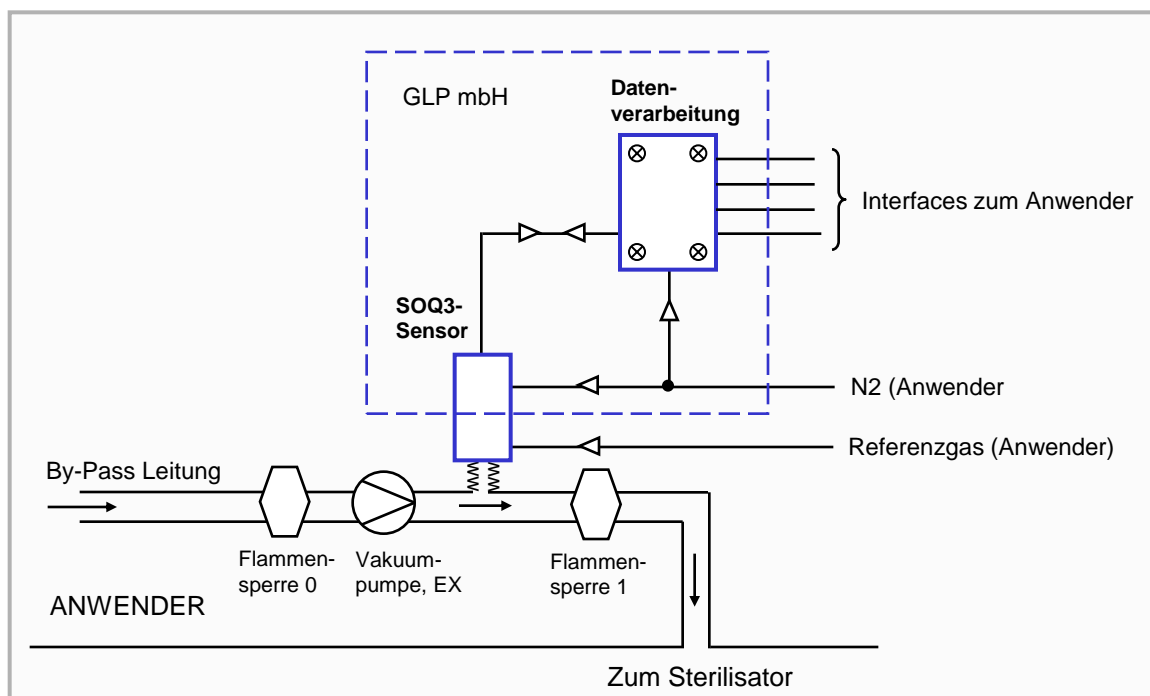 GLP mbH
Daten-
verarbeitung
Interfaces zum Anwender
SOQ3-
Sensor
N2 (Anwender
Referenzgas (Anwender)
By-Pass Leitung
Flammen-
sperre 0
Vakuum-
pumpe, EX
Flammen-
sperre 1
ANWENDER
Zum Sterilisator